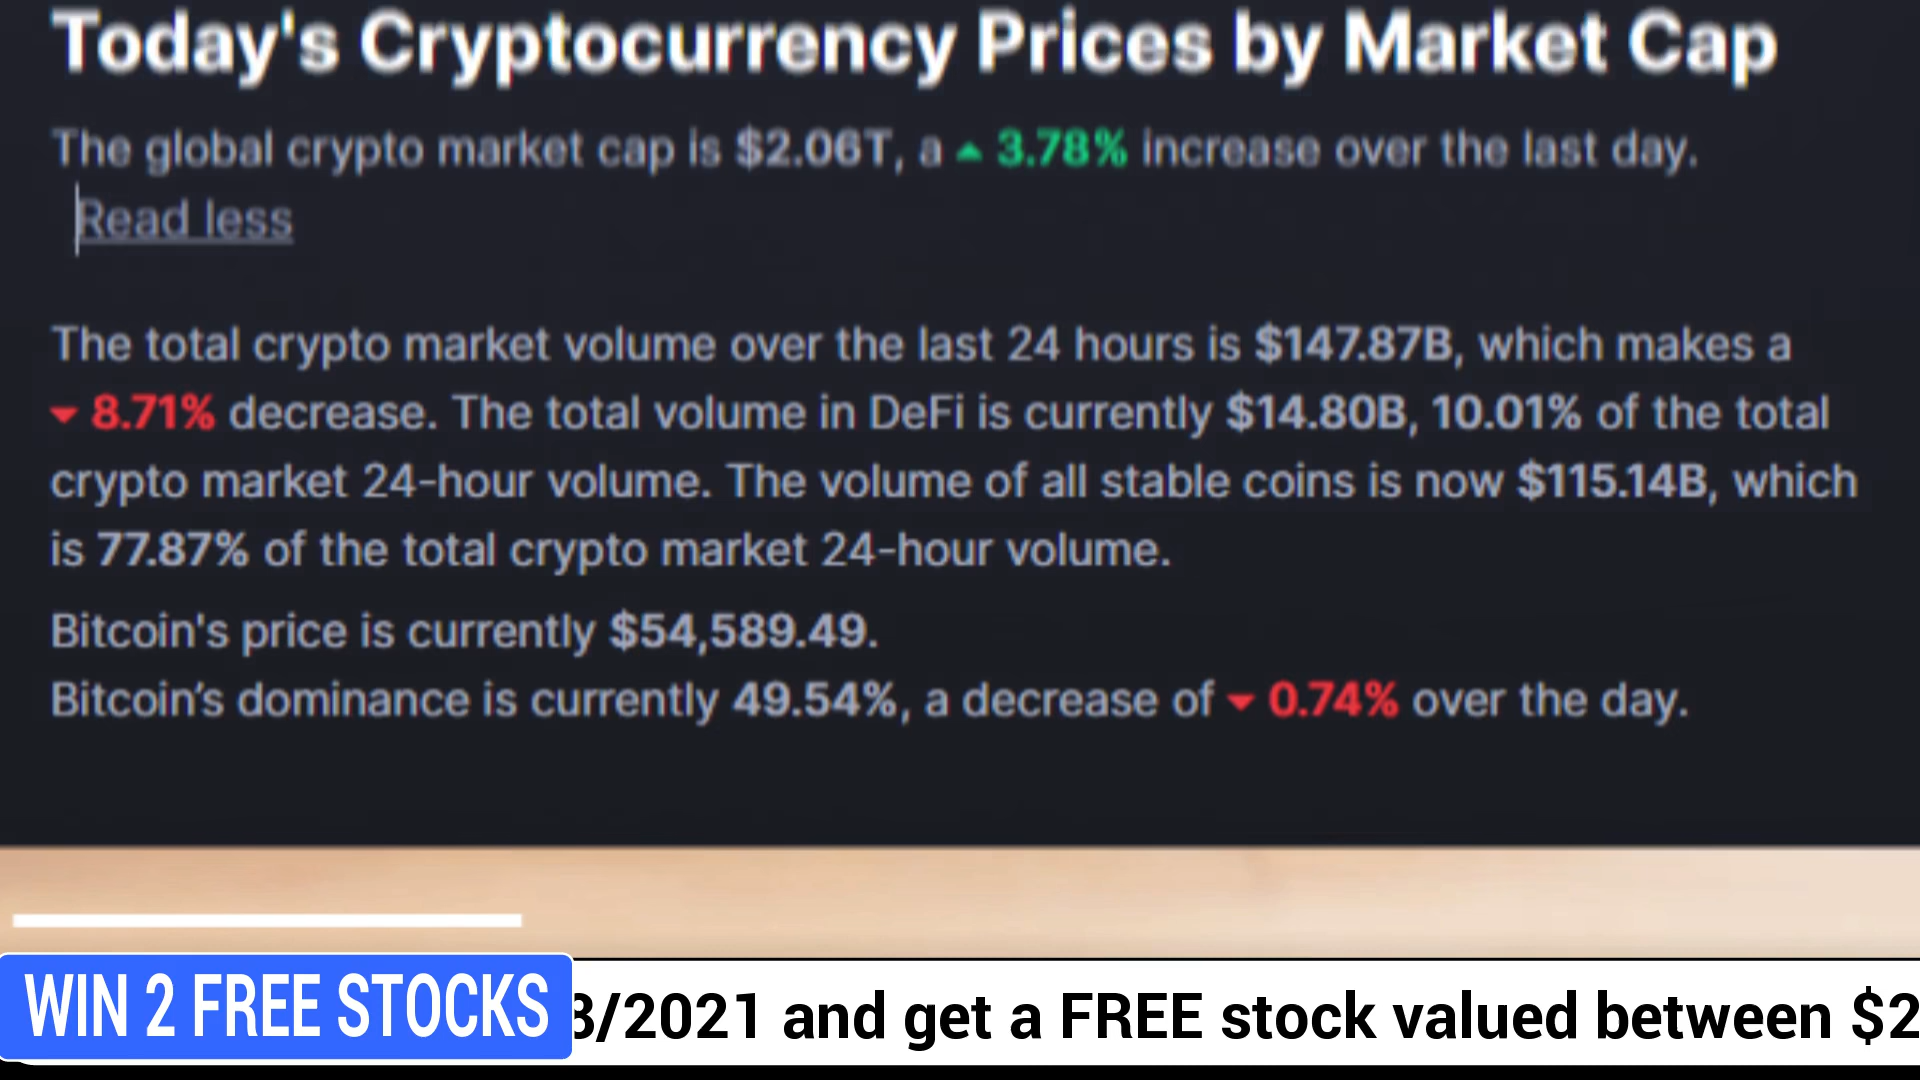 Today's Cryptocurrency Prices by Market Cap
The global crypto market cap is $2.06T, a ▲ 3.78% increase over the last day.
Read less
The total crypto market volume over the last 24 hours is $147.87B, which makes a
▼ 8.71% decrease. The total volume in DeFi is currently $14.80B, 10.01% of the total
crypto market 24-hour volume. The volume of all stable coins is now $115.14B, which
is 77.87% of the total crypto market 24-hour volume.
Bitcoin's price is currently $54,589.49.
Bitcoin’s dominance is currently 49.54%, a decrease of ▼ 0.74% over the day.
WIN 2 FREE STOCKS
3/2021 and get a FREE stock valued between $2